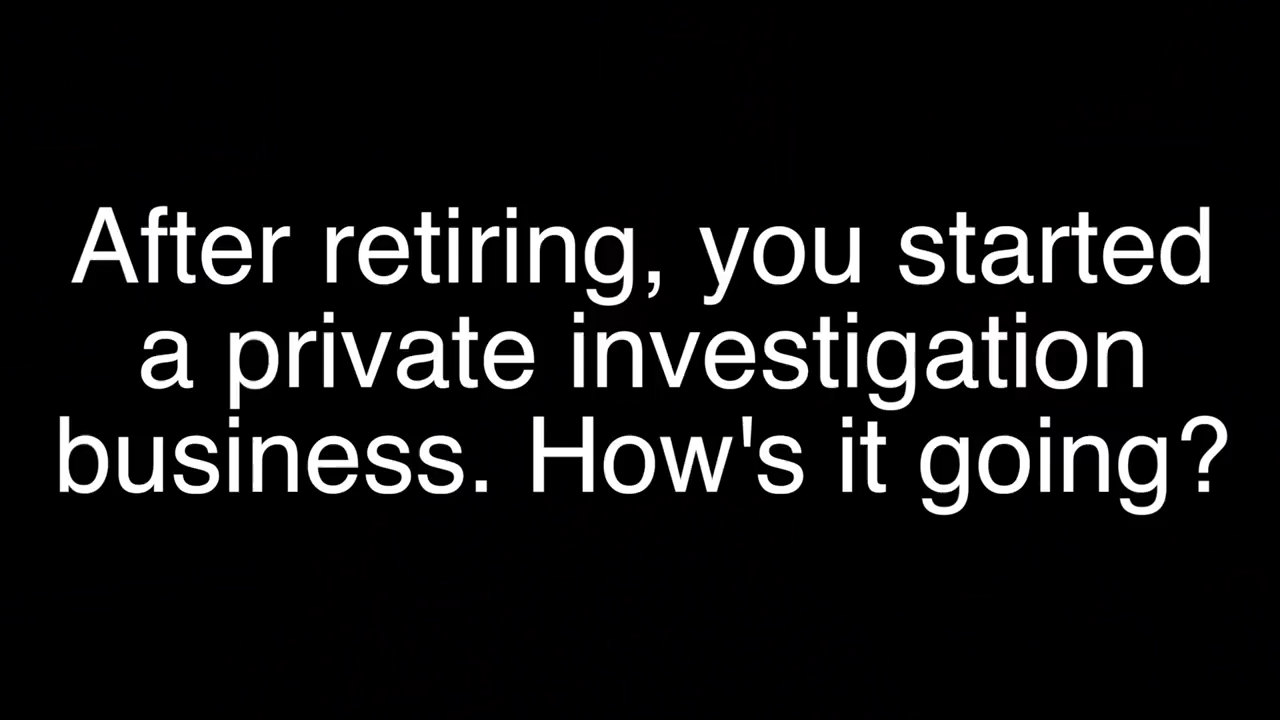 After retiring, you started
a private investigation
business. How's it going?